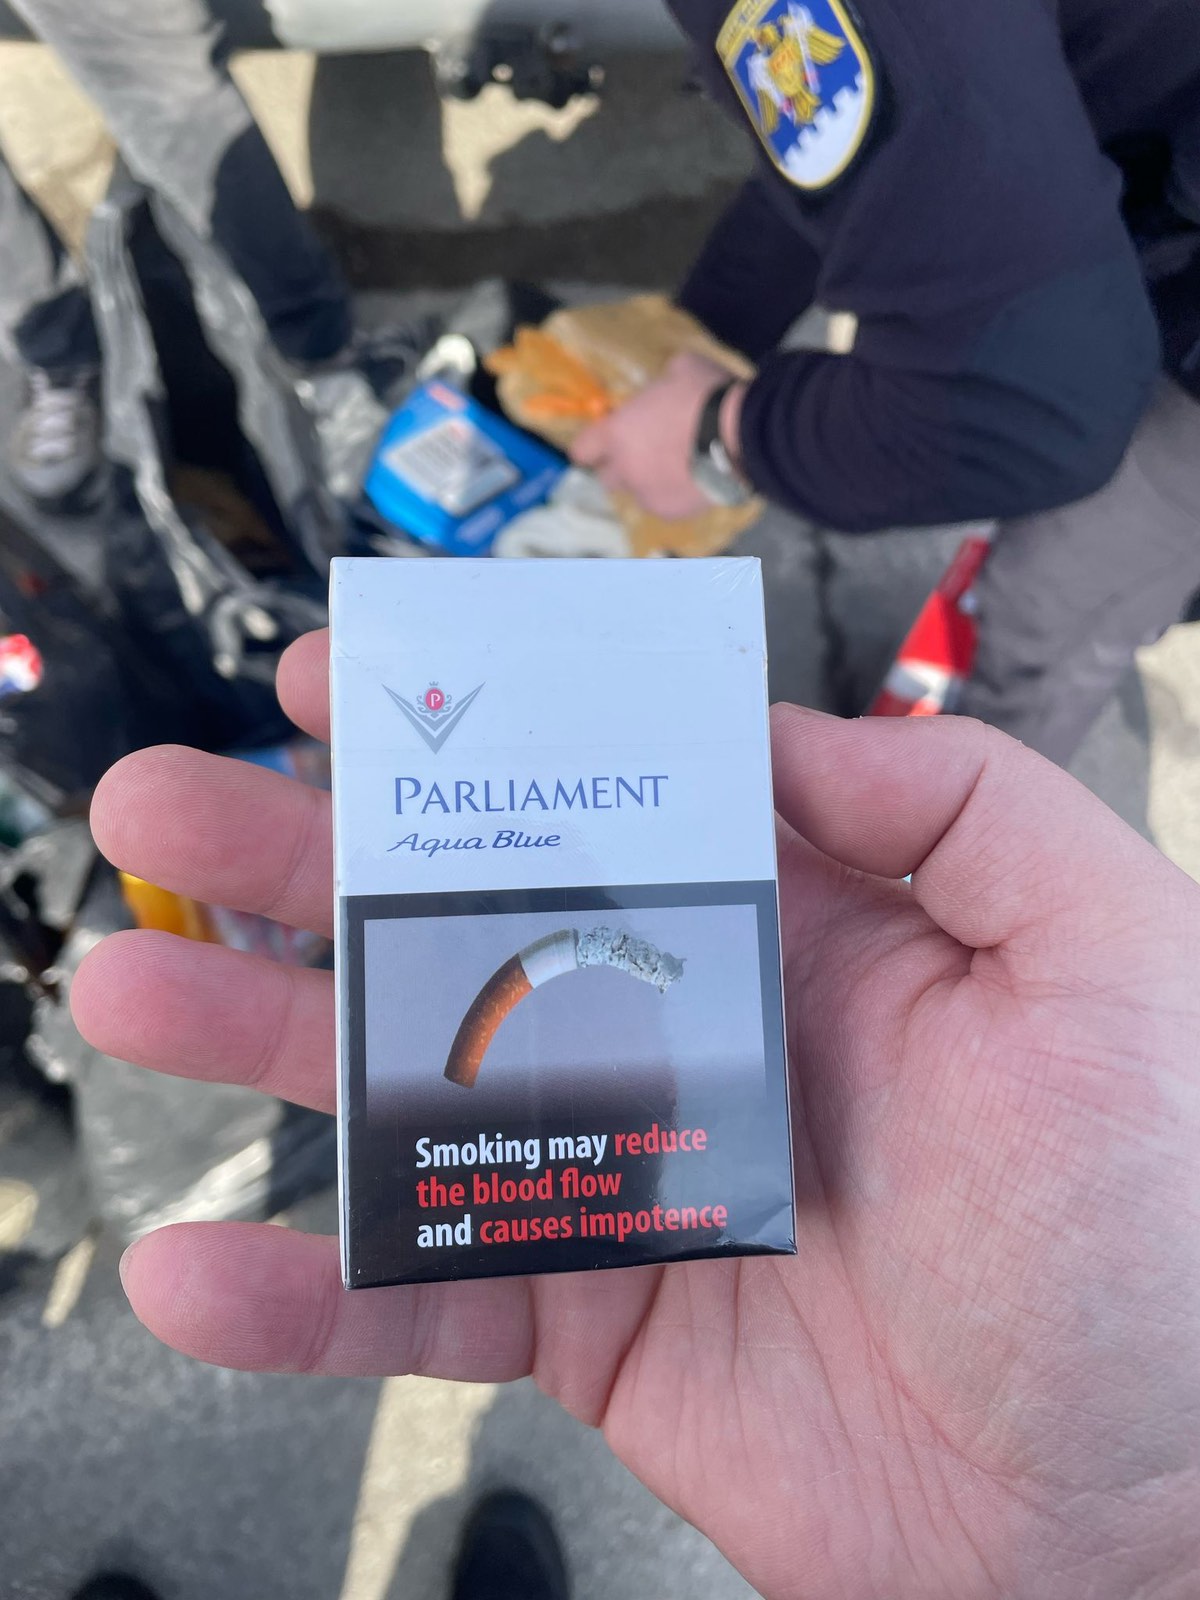 P
PARLIAMENT
Aqua Blue
Smoking may reduce
the blood flow
and causes impotence